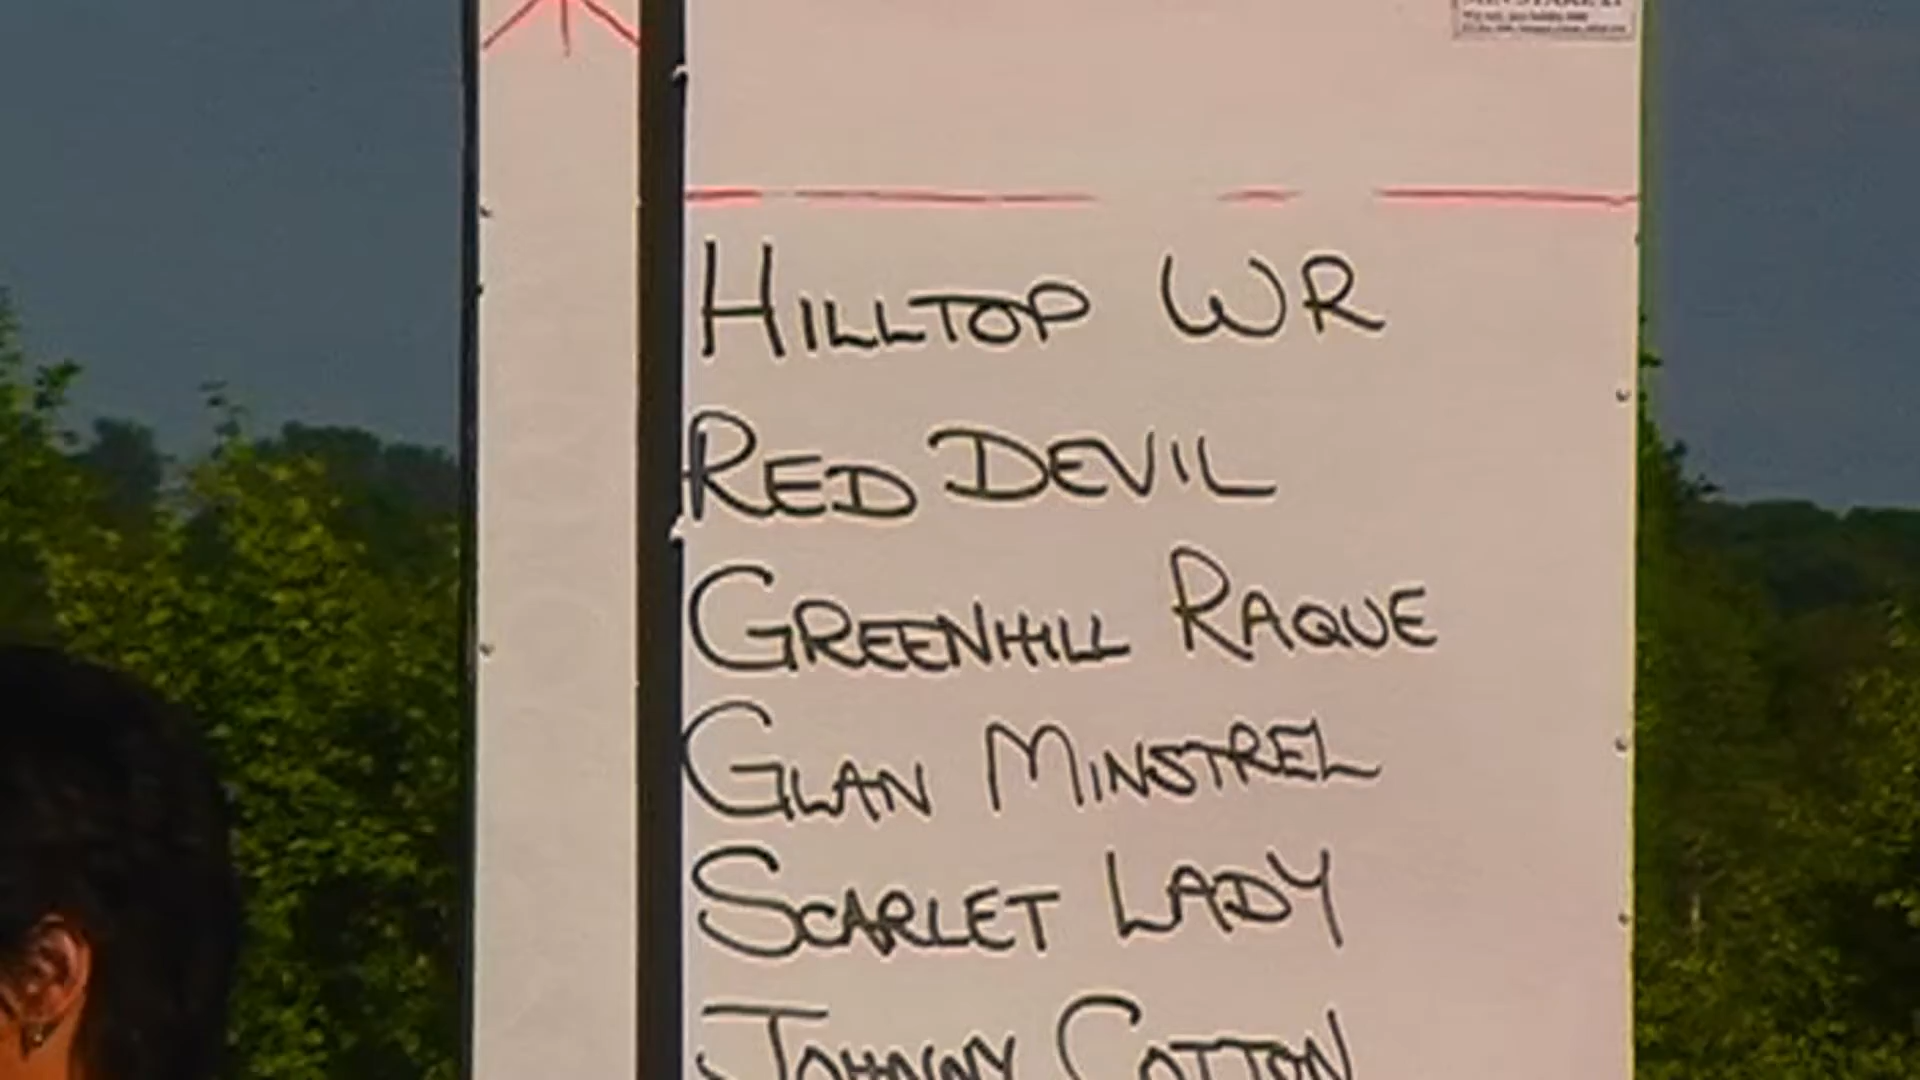 HILLTOP WR
RED DEVIL
GREENHILL RAQUE
GLAN MINSTREL
SCARLET LADY
JOHNNY COTTON